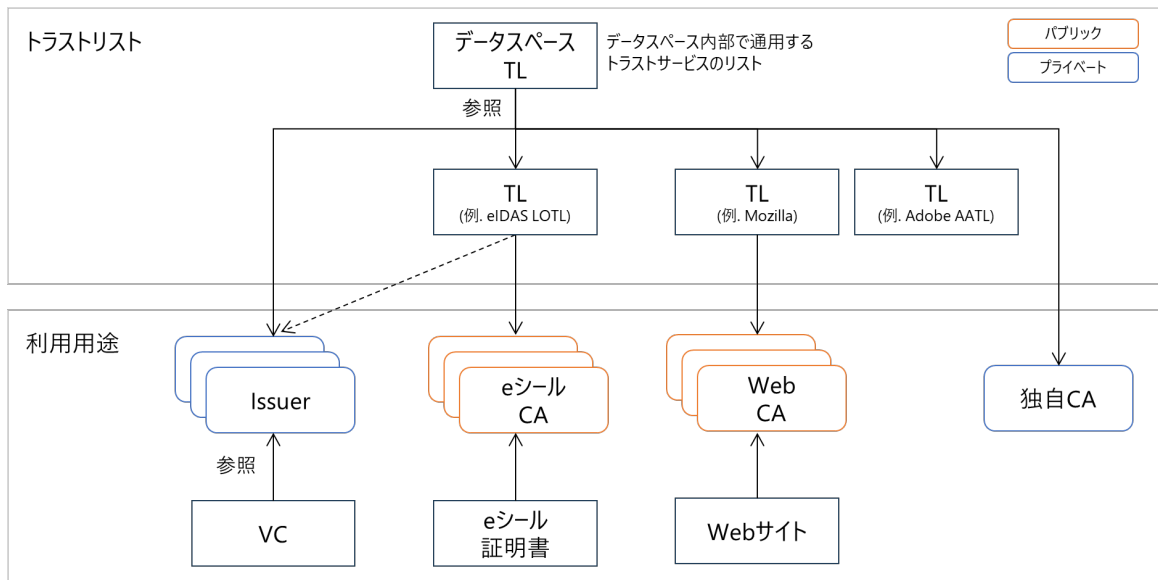 トラストリスト
データスペース
TL
データスペース内部で通用する
トラストサービスのリスト
パブリック
プライベート
参照
TL
(例. eIDAS LOTL)
TL
(例. Mozilla)
TL
(例. Adobe AATL)
利用用途
Issuer
eシール
CA
Web
CA
独自CA
参照
VC
eシール
証明書
Webサイト